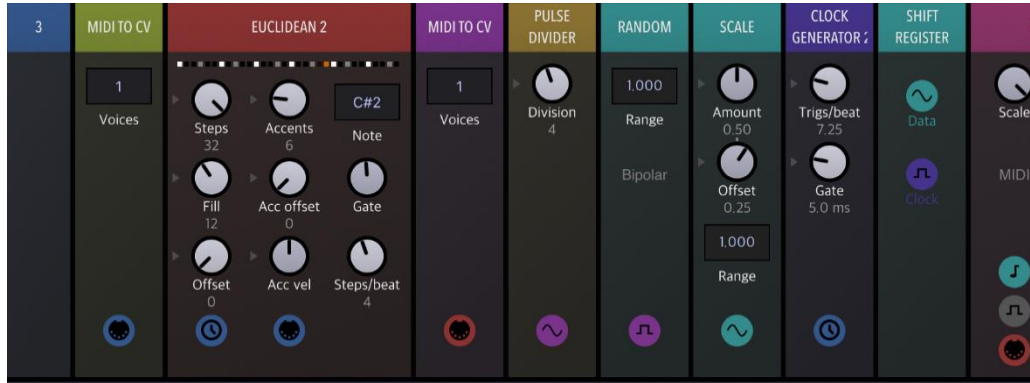 3
MIDI TO CV
1
Voices
EUCLIDEAN 2
Steps
32
Accents
6
C#2
Note
Fill
12
Acc offset
0
Gate
Offset
0
Acc vel
Steps/beat
4
MIDI TO CV
1
Voices
PULSE
DIVIDER
Division
4
RANDOM
1.000
Range
Bipolar
SCALE
Amount
0.50
Offset
0.25
1.000
Range
CLOCK
GENERATOR 2
Trigs/beat
7.25
Gate
5.0 ms
SHIFT
REGISTER
Data
Clock
Scale
MIDI